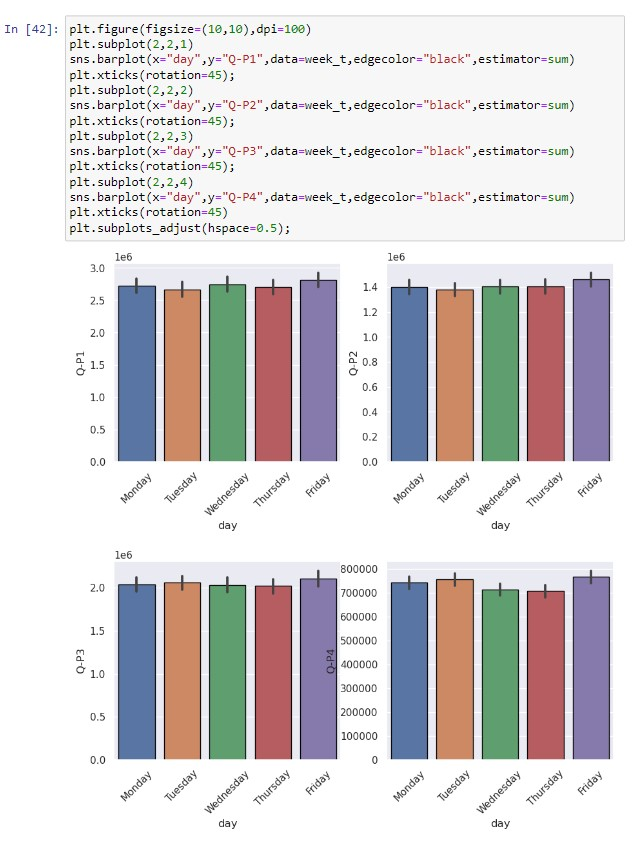 In [42]: plt.figure(figsize=(10,10),dpi=100)
plt.subplot(2,2,1)
sns.barplot(x="day",y="Q-P1",data=week_t,edgecolor="black",estimator=sum)
plt.xticks(rotation=45);
plt.subplot(2,2,2)
sns.barplot(x="day",y="Q-P2",data=week_t,edgecolor="black",estimator=sum)
plt.xticks(rotation=45);
plt.subplot(2,2,3)
sns.barplot(x="day",y="Q-P3",data=week_t,edgecolor="black",estimator=sum)
plt.xticks(rotation=45);
plt.subplot(2,2,4)
sns.barplot(x="day",y="Q-P4",data=week_t,edgecolor="black",estimator=sum)
plt.xticks(rotation=45)
plt.subplots_adjust(hspace=0.5);
1e6
3.0
2.5
2.0
1.5
1.0
0.5
0.0
Q-P1
Monday
Tuesday
Wednesday
Thursday
Friday
day
1e6
1.4
1.2
1.0
0.8
0.6
0.4
0.2
0.0
Q-P2
Monday
Tuesday
Wednesday
Thursday
Friday
day
1e6
2.0
1.5
1.0
0.5
0.0
Q-P3
Monday
Tuesday
Wednesday
Thursday
Friday
day
800000
700000
600000
500000
400000
300000
200000
100000
0
Q-P4
Monday
Tuesday
Wednesday
Thursday
Friday
day